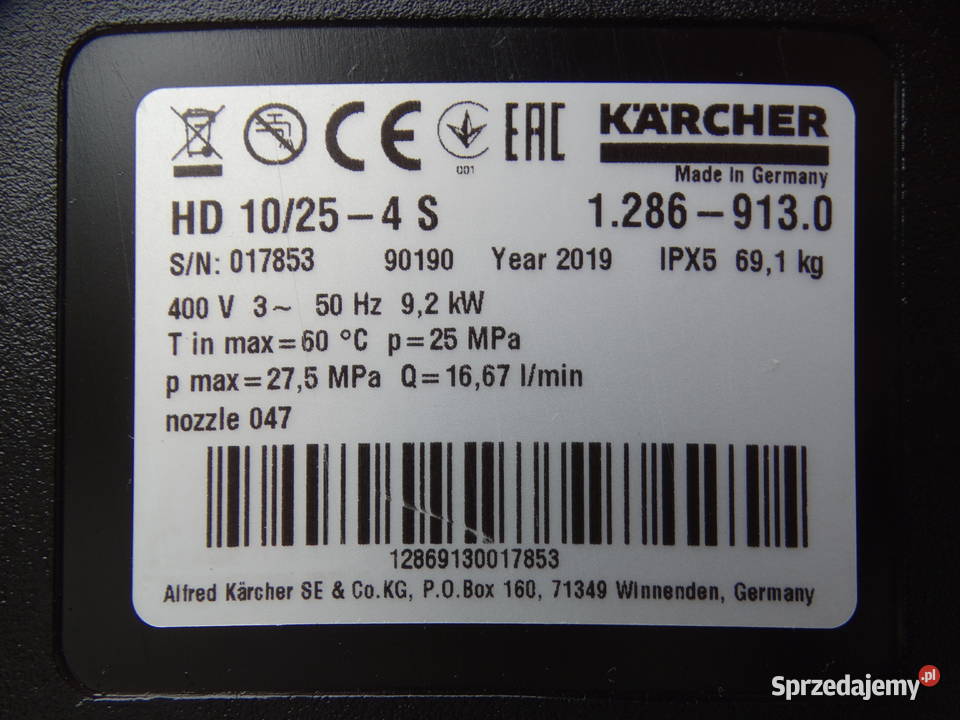 001
EAC
KÄRCHER
Made in Germany
HD 10/25 – 4 S 1.286 – 913.0
S/N: 017853 90190 Year 2019 IPX5 69,1 kg
400 V 3~ 50 Hz 9,2 kW
T in max = 60 °C p = 25 MPa
p max = 27,5 MPa Q = 16,67 l/min
nozzle 047
12869130017853
Alfred Kärcher SE & Co.KG, P.O.Box 160, 71349 Winnenden, Germany
Sprzedajemy.pl